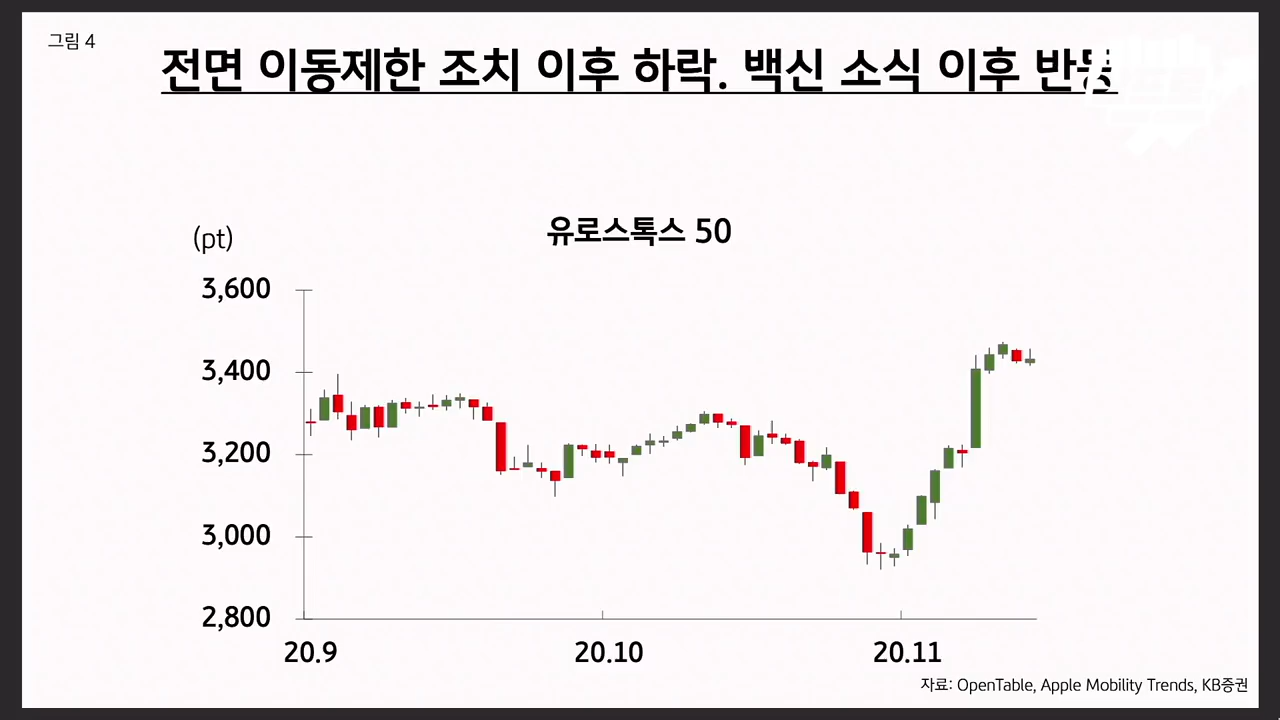 그림 4
전면 이동제한 조치 이후 하락. 백신 소식 이후 반등
(pt)
유로스톡스 50
3,600
3,400
3,200
3,000
2,800
20.9
20.10
20.11
자료: OpenTable, Apple Mobility Trends, KB증권